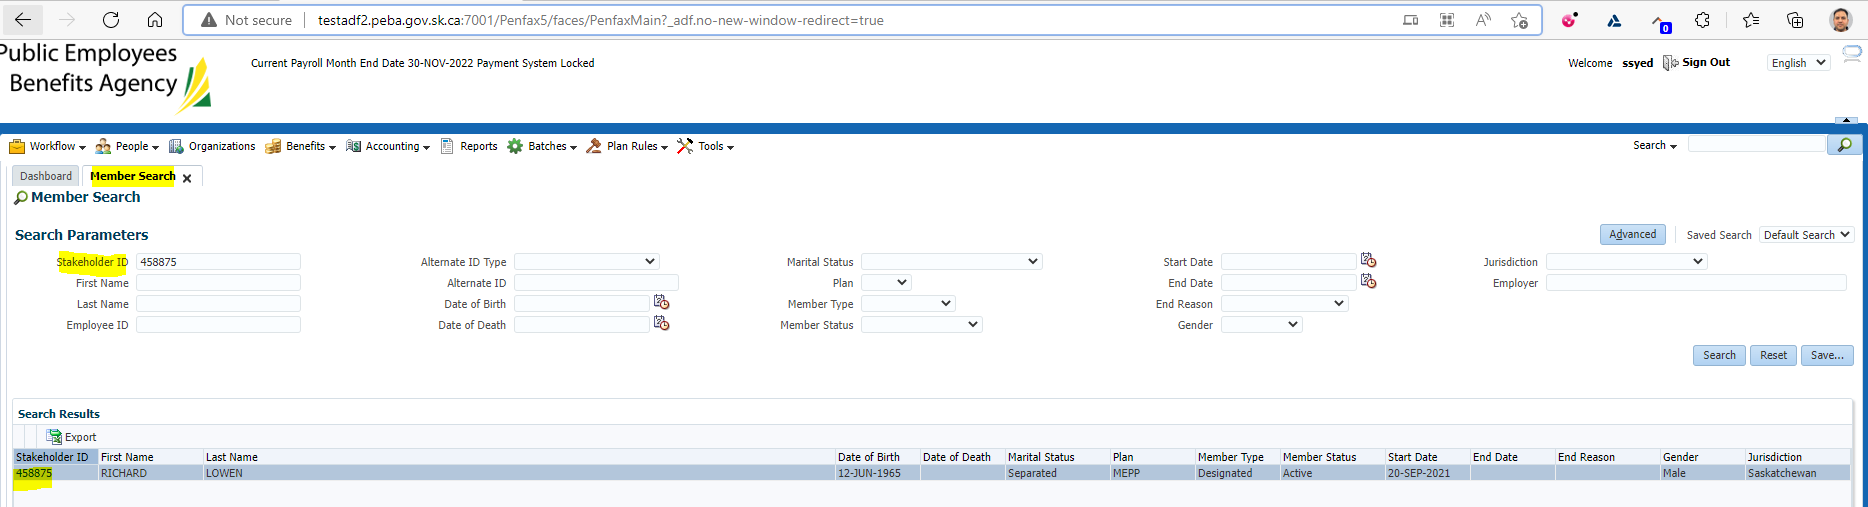 Not secure testadf2.peba.gov.sk.ca:7001/Penfax5/faces/PenfaxMain?_adf.no-new-window-redirect=true
0
Public Employees
Benefits Agency
Current Payroll Month End Date 30-NOV-2022 Payment System Locked
Welcome ssyed Sign Out English
Workflow People Organizations Benefits Accounting Reports Batches Plan Rules Tools Search
Dashboard Member Search
Member Search
Search Parameters Advanced Saved Search Default Search
Stakeholder ID 458875 Alternate ID Type Marital Status Start Date Jurisdiction
First Name Alternate ID Plan End Date Employer
Last Name Date of Birth Member Type End Reason
Employee ID Date of Death Member Status Gender
Search Reset Save...
Search Results
Export
Stakeholder ID First Name Last Name Date of Birth Date of Death Marital Status Plan Member Type Member Status Start Date End Date End Reason Gender Jurisdiction
458875 RICHARD LOWEN 12-JUN-1965 Separated MEPP Designated Active 20-SEP-2021 Male Saskatchewan